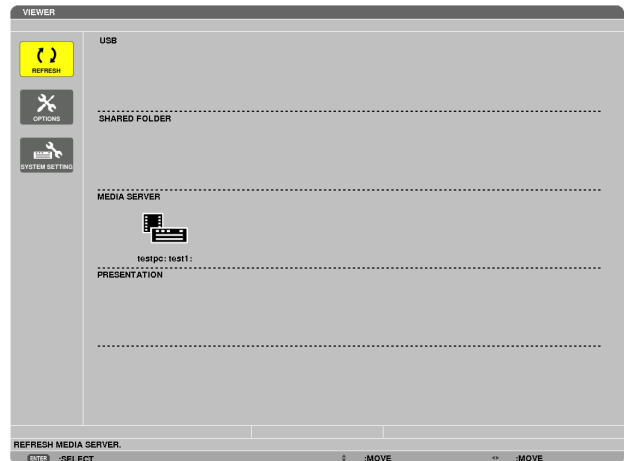 VIEWER
USB
REFRESH
OPTIONS
SHARED FOLDER
SYSTEM SETTING
MEDIA SERVER
testpc: test1:
PRESENTATION
REFRESH MEDIA SERVER.
ENTER :SELECT :MOVE :MOVE